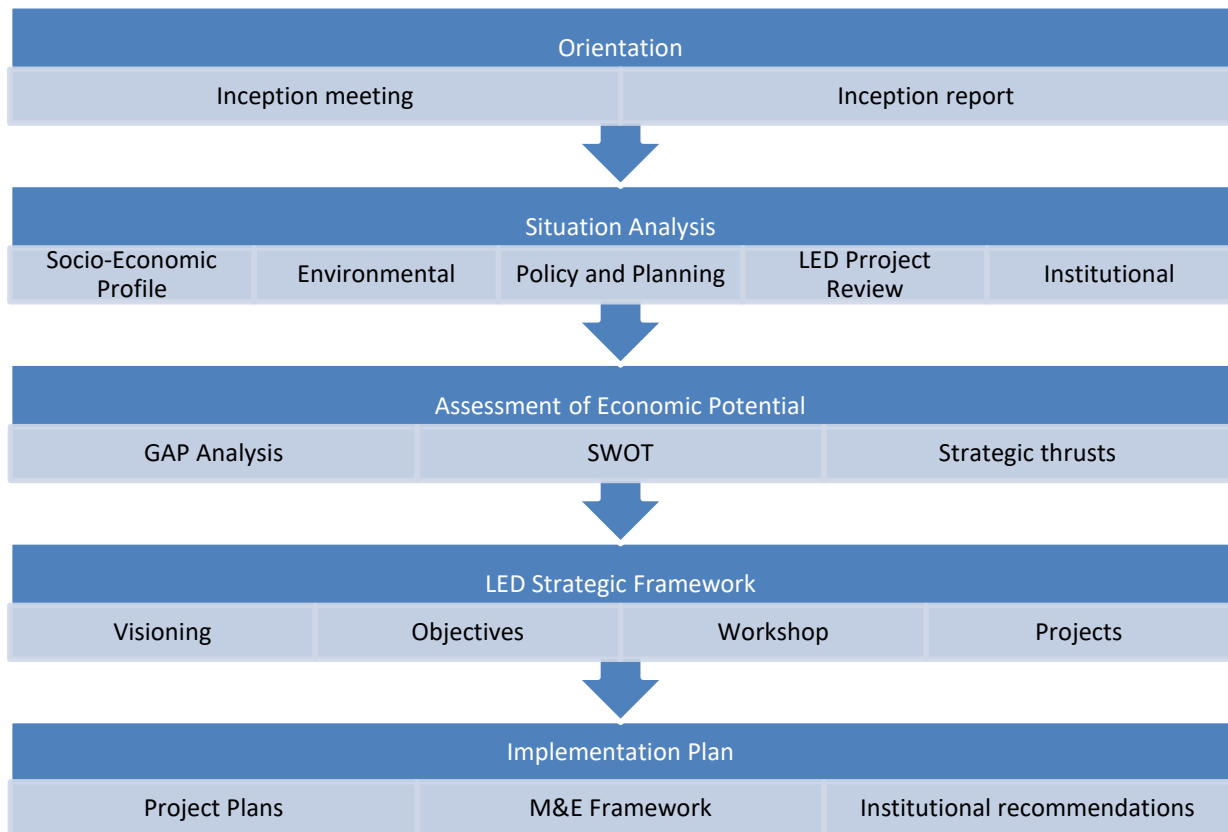 Orientation
Inception meeting
Inception report
Situation Analysis
Socio-Economic
Profile
Environmental
Policy and Planning
LED Prroject
Review
Institutional
Assessment of Economic Potential
GAP Analysis
SWOT
Strategic thrusts
LED Strategic Framework
Visioning
Objectives
Workshop
Projects
Implementation Plan
Project Plans
M&E Framework
Institutional recommendations